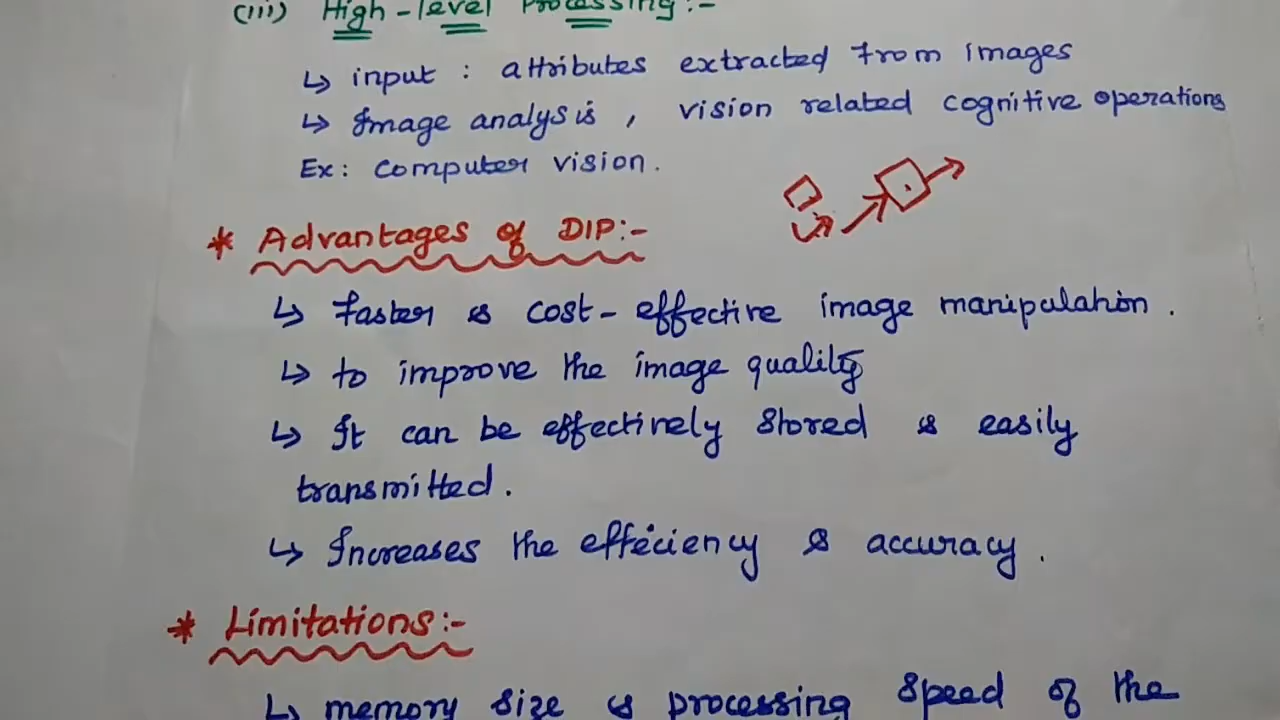 (iii) High-level Processing:-
↳ input : attributes extracted from images
↳ Image analysis, vision related cognitive operations
Ex: computer vision.
* Advantages of DIP:-
↳ Faster & cost-effective image manipulation.
↳ to improve the image quality
↳ It can be effectively stored & easily
transmitted.
↳ Increases the effeciency & accuracy.
* Limitations:-
↳ memory size & processing speed of the